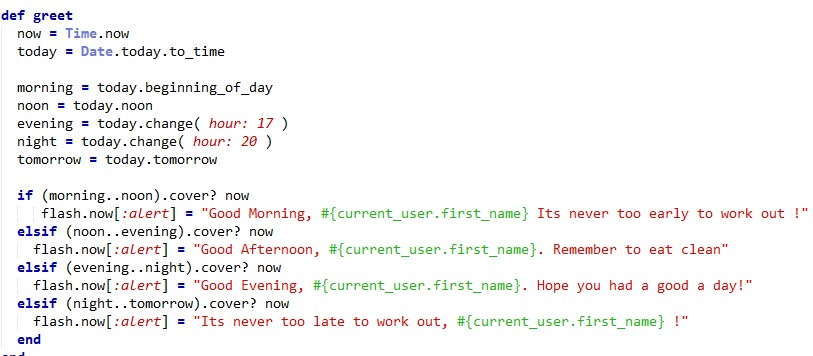 def greet
now = Time.now
today = Date.today.to_time
morning = today.beginning_of_day
noon = today.noon
evening = today.change( hour: 17 )
night = today.change( hour: 20 )
tomorrow = today.tomorrow
if (morning..noon).cover? now
flash.now[:alert] = "Good Morning, #{current_user.first_name} Its never too early to work out !"
elsif (noon..evening).cover? now
flash.now[:alert] = "Good Afternoon, #{current_user.first_name}. Remember to eat clean"
elsif (evening..night).cover? now
flash.now[:alert] = "Good Evening, #{current_user.first_name}. Hope you had a good a day!"
elsif (night..tomorrow).cover? now
flash.now[:alert] = "Its never too late to work out, #{current_user.first_name} !"
end